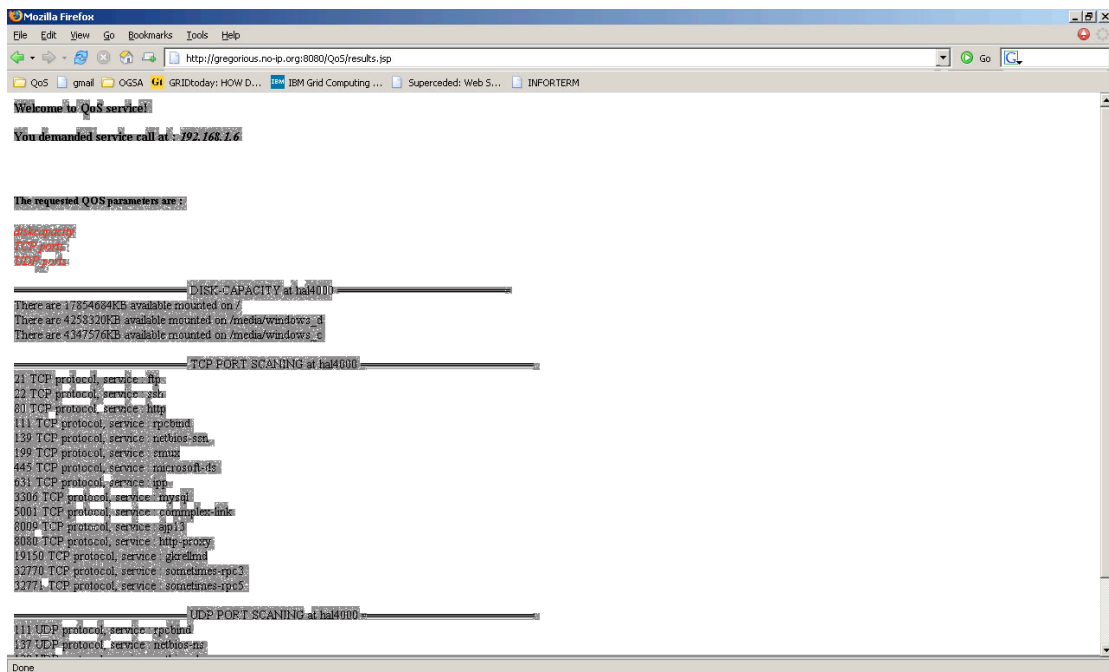 Mozilla Firefox
File Edit View Go Bookmarks Tools Help
http://gregorious.no-ip.org:8080/QoS/results.jsp Go
QoS gmail OGSA GRIDtoday: HOW D... IBM Grid Computing ... Superceded: Web S... INFORTERM
Welcome to QoS service!
You demanded service call at : 192.168.1.6
The requested QOS parameters are :
diskcapacity
TCP ports
UDP ports
DISK-CAPACITY at hal4000
There are 17854684KB available mounted on /
There are 4258320KB available mounted on /media/windows_d
There are 4347576KB available mounted on /media/windows_c
TCP PORT SCANING at hal4000
21 TCP protocol, service : ftp
22 TCP protocol, service : ssh
80 TCP protocol, service : http
111 TCP protocol, service : rpcbind
139 TCP protocol, service : netbios-ssn
199 TCP protocol, service : smux
445 TCP protocol, service : microsoft-ds
631 TCP protocol, service : ipp
3306 TCP protocol, service : mysql
5001 TCP protocol, service : commplex-link
8009 TCP protocol, service : ajp13
8080 TCP protocol, service : http-proxy
19150 TCP protocol, service : gkrellmd
32770 TCP protocol, service : sometimes-rpc3
32771 TCP protocol, service : sometimes-rpc5
UDP PORT SCANING at hal4000
111 UDP protocol, service : rpcbind
137 UDP protocol, service : netbios-ns
Done